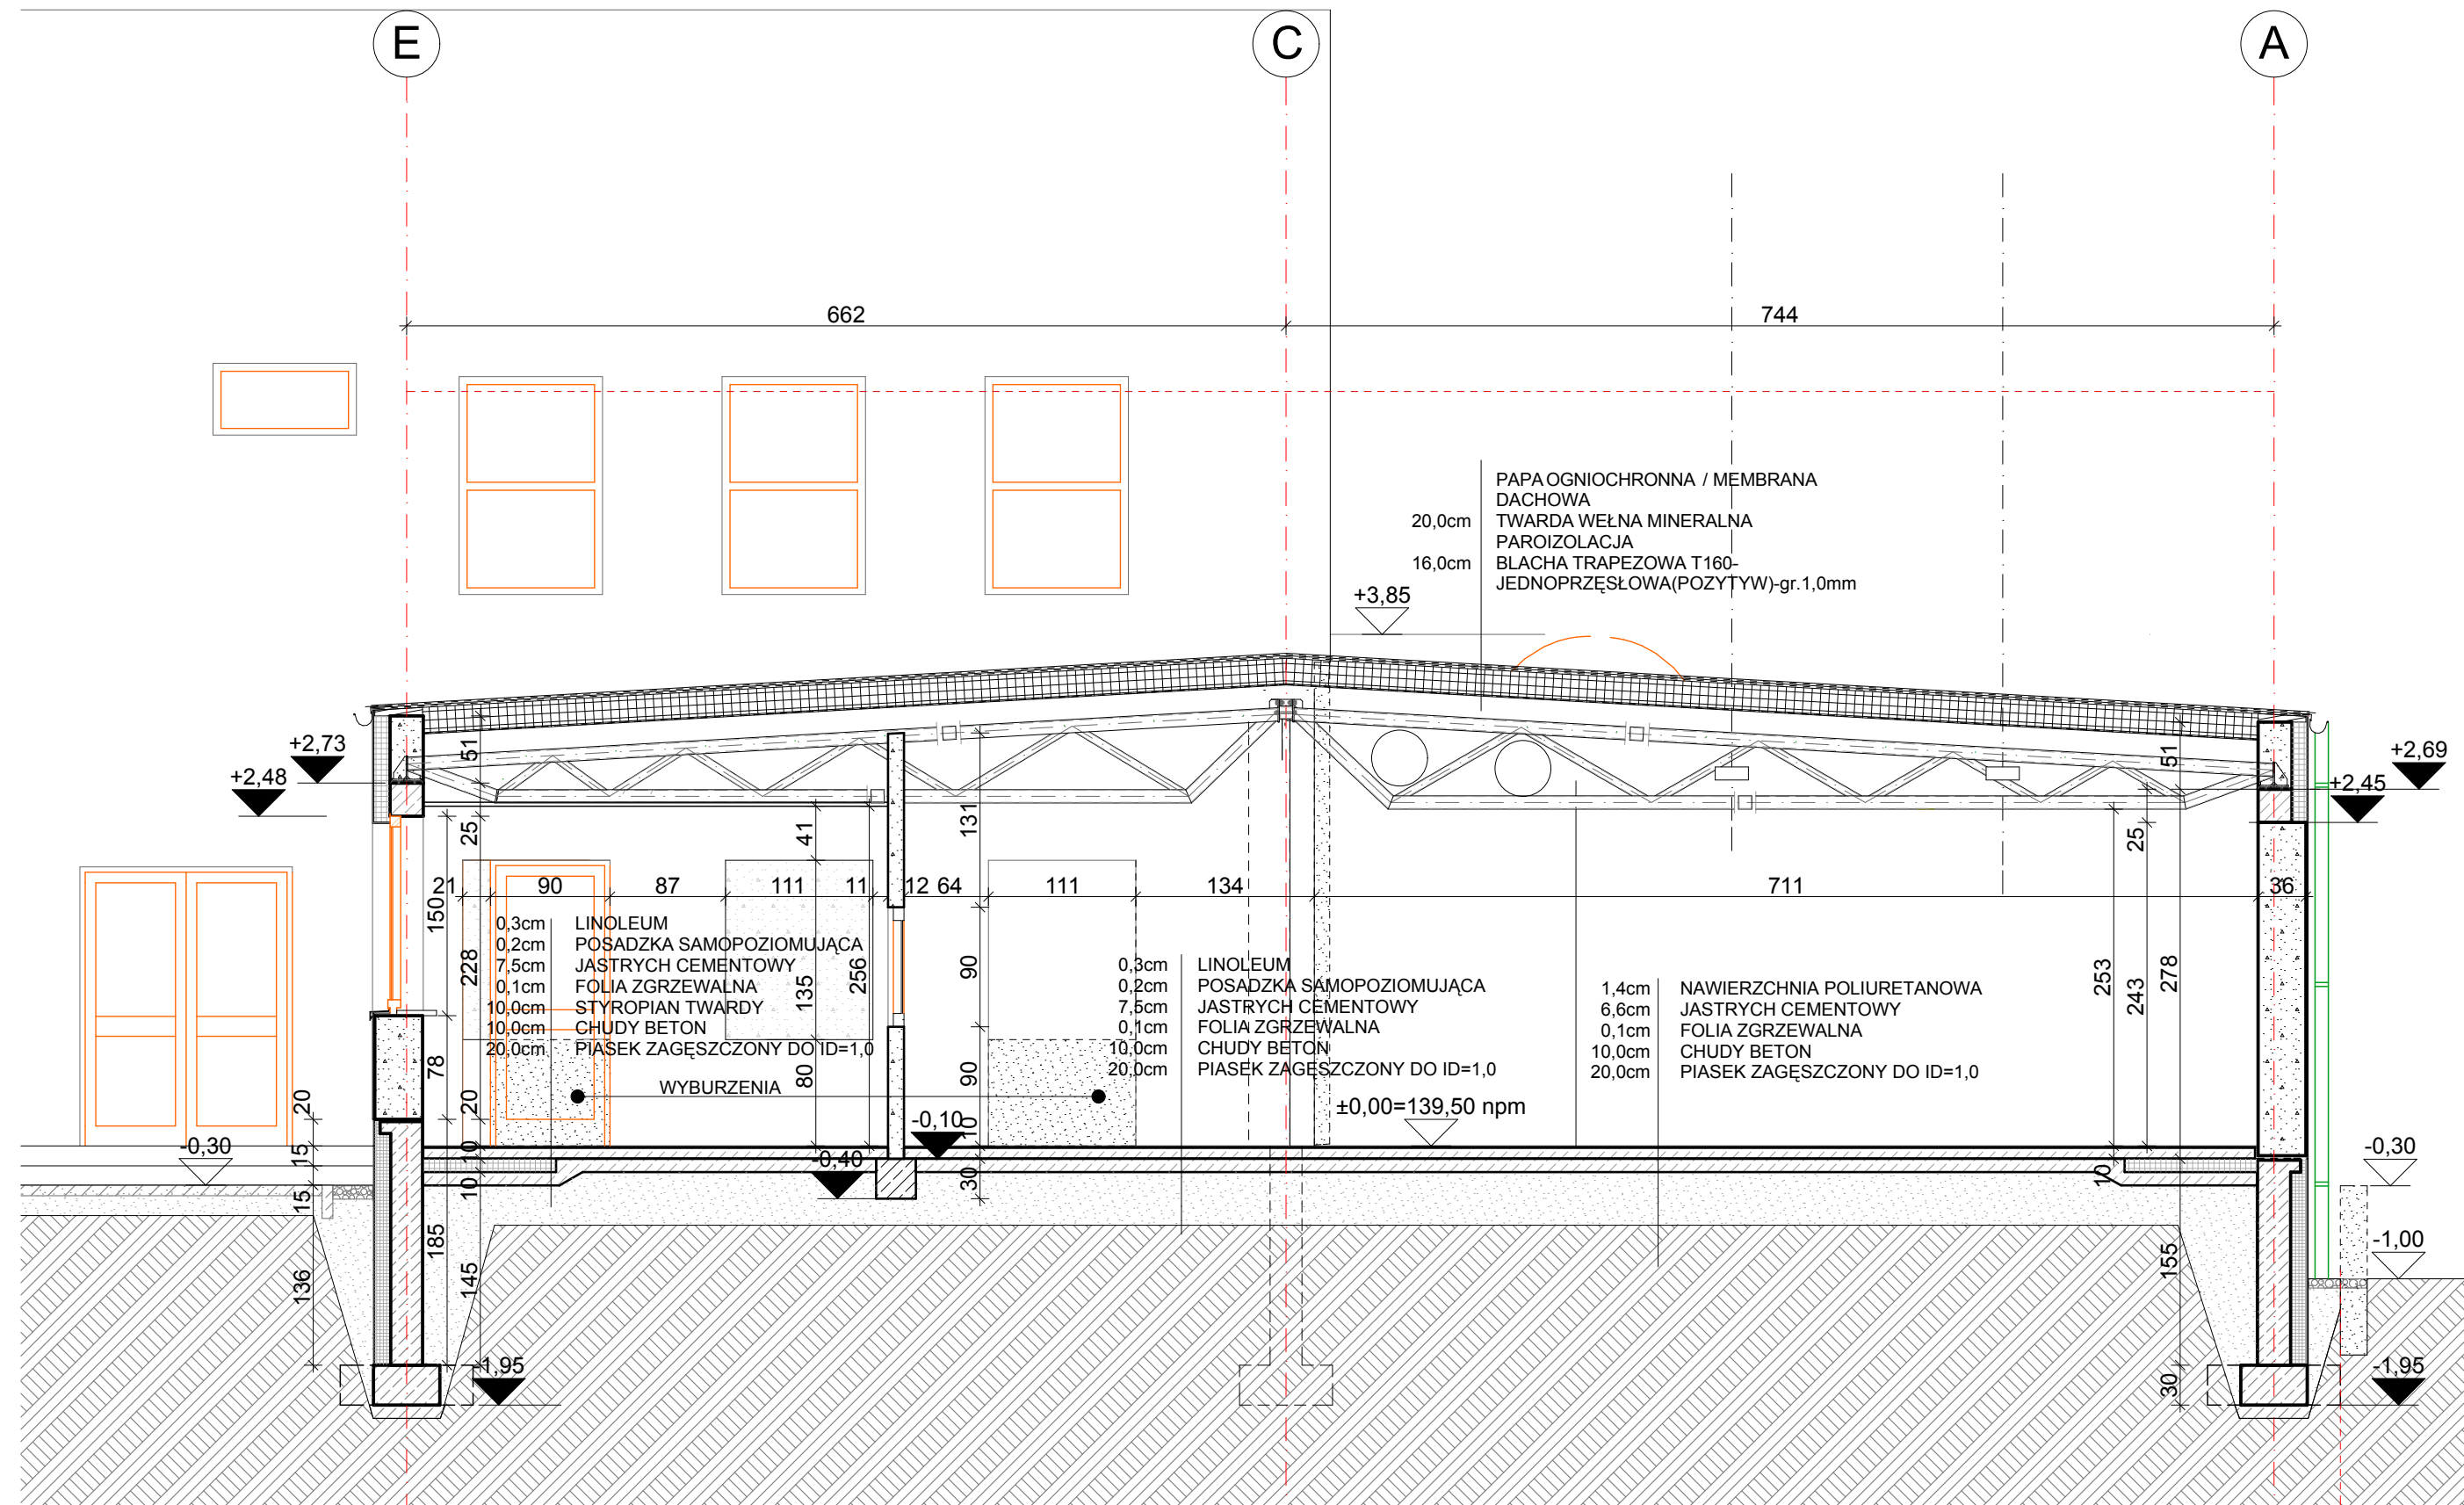 E
C
A
662
744
PAPA OGNIOCHRONNA / MEMBRANA
DACHOWA
20,0cm TWARDA WEŁNA MINERALNA
PAROIZOLACJA
16,0cm BLACHA TRAPEZOWA T160-
JEDNOPRZĘSŁOWA(POZYTYW)-gr.1,0mm
+3,85
+2,73
+2,48
+2,69
+2,45
51
25
150
228
78
20
20
15
15
136
10
10
185
145
41
135
80
256
131
90
90
10
30
51
25
253
243
278
10
155
30
21
90
87
111
11
12
64
111
134
711
36
0,3cm LINOLEUM
0,2cm POSADZKA SAMOPOZIOMUJĄCA
7,5cm JASTRYCH CEMENTOWY
0,1cm FOLIA ZGRZEWALNA
10,0cm STYROPIAN TWARDY
10,0cm CHUDY BETON
20,0cm PIASEK ZAGĘSZCZONY DO ID=1,0
WYBURZENIA
0,3cm LINOLEUM
0,2cm POSADZKA SAMOPOZIOMUJĄCA
7,5cm JASTRYCH CEMENTOWY
0,1cm FOLIA ZGRZEWALNA
10,0cm CHUDY BETON
20,0cm PIASEK ZAGĘSZCZONY DO ID=1,0
1,4cm NAWIERZCHNIA POLIURETANOWA
6,6cm JASTRYCH CEMENTOWY
0,1cm FOLIA ZGRZEWALNA
10,0cm CHUDY BETON
20,0cm PIASEK ZAGĘSZCZONY DO ID=1,0
±0,00=139,50 npm
-0,10
-0,40
-0,30
-0,30
-1,00
-1,95
-1,95